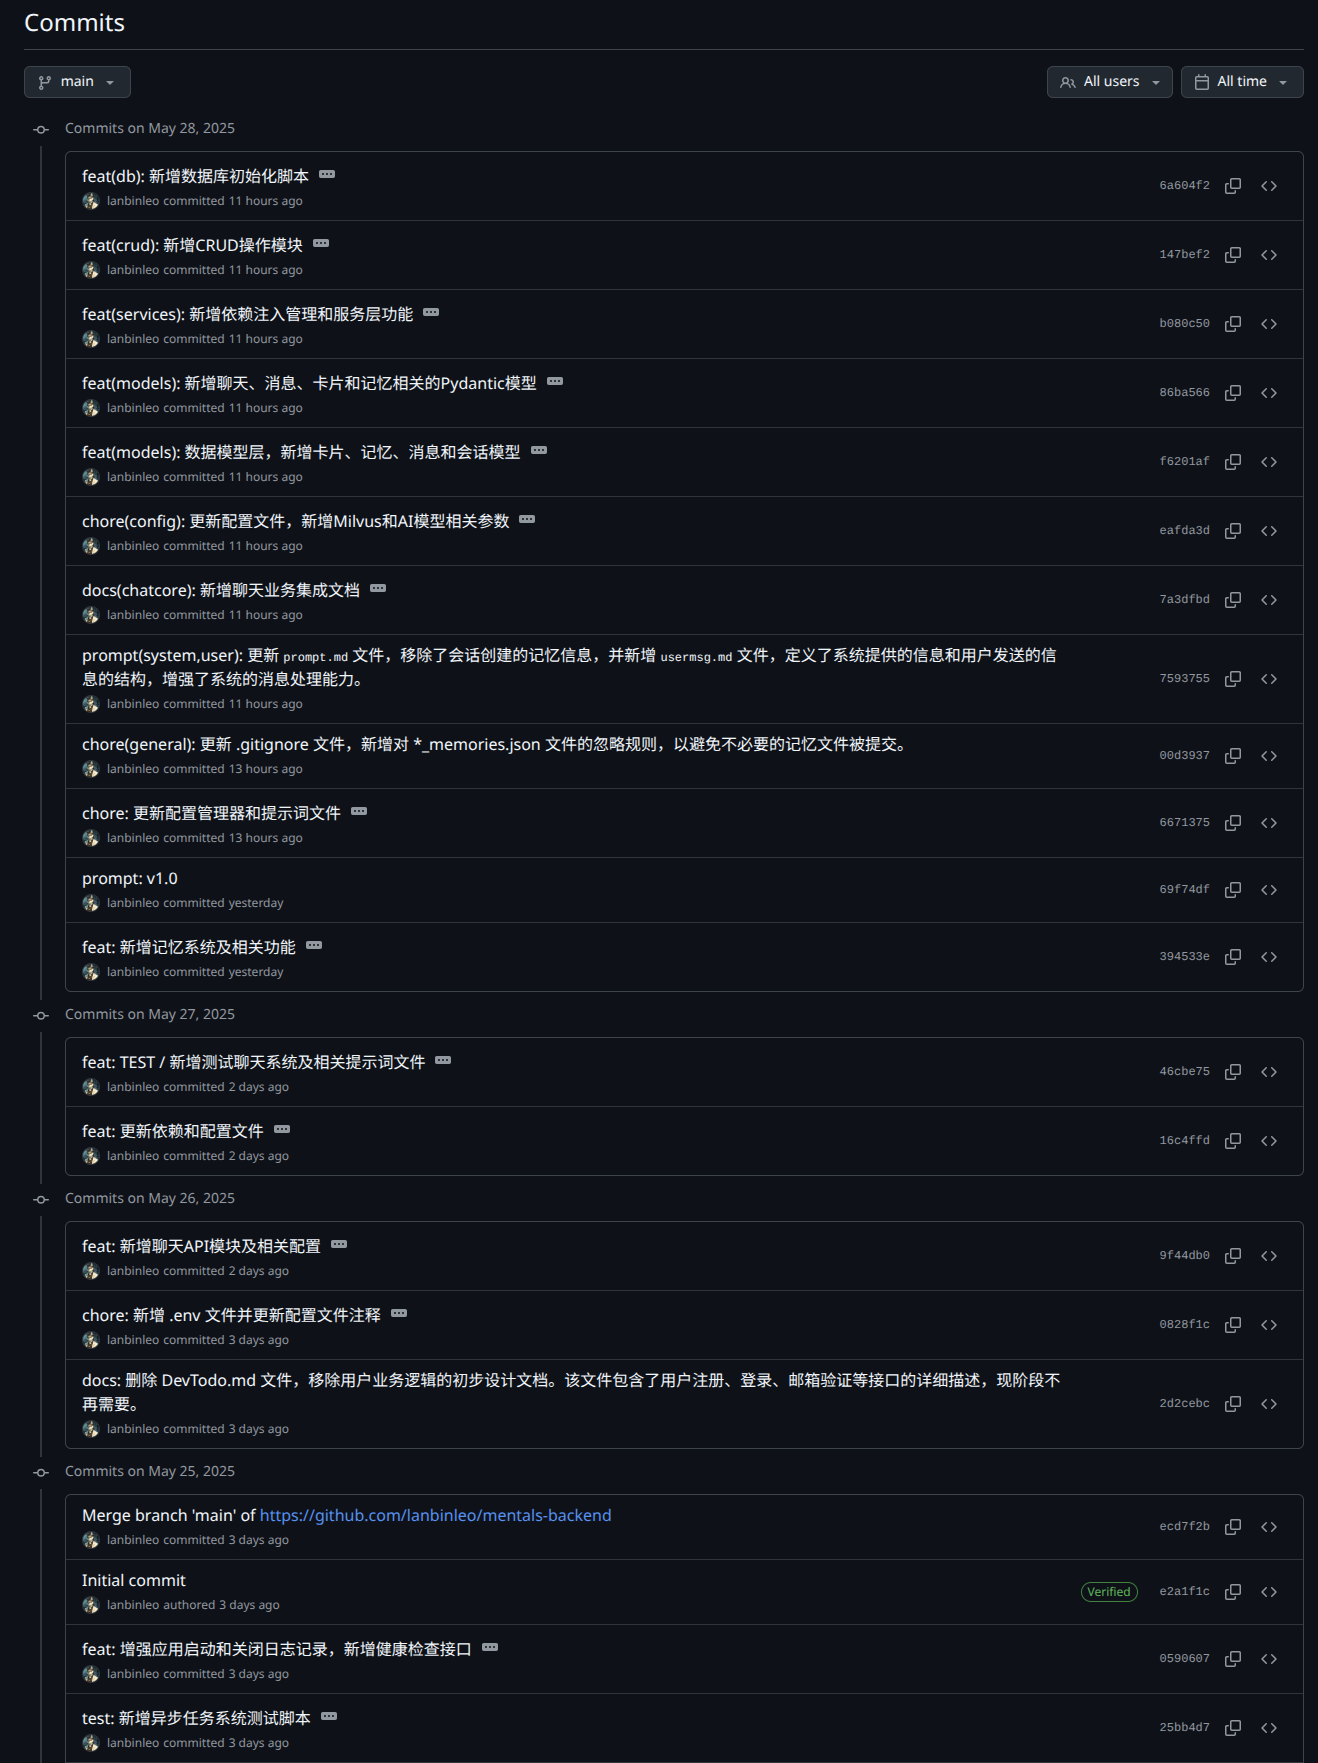 Commits
main
All users
All time
Commits on May 28, 2025
feat(db): 新增数据库初始化脚本
lanbinleo committed 11 hours ago
6a604f2
feat(crud): 新增CRUD操作模块
lanbinleo committed 11 hours ago
147bef2
feat(services): 新增依赖注入管理和服务层功能
lanbinleo committed 11 hours ago
b080c50
feat(models): 新增聊天、消息、卡片和记忆相关的Pydantic模型
lanbinleo committed 11 hours ago
86ba566
feat(models): 数据模型层，新增卡片、记忆、消息和会话模型
lanbinleo committed 11 hours ago
f6201af
chore(config): 更新配置文件，新增Milvus和AI模型相关参数
lanbinleo committed 11 hours ago
eafda3d
docs(chatcore): 新增聊天业务集成文档
lanbinleo committed 11 hours ago
7a3dfbd
prompt(system,user): 更新 prompt.md 文件，移除了会话创建的记忆信息，并新增 usermsg.md 文件，定义了系统提供的信息和用户发送的信
息的结构，增强了系统的消息处理能力。
lanbinleo committed 11 hours ago
7593755
chore(general): 更新 .gitignore 文件，新增对 *_memories.json 文件的忽略规则，以避免不必要的记忆文件被提交。
lanbinleo committed 13 hours ago
00d3937
chore: 更新配置管理器和提示词文件
lanbinleo committed 13 hours ago
6671375
prompt: v1.0
lanbinleo committed yesterday
69f74df
feat: 新增记忆系统及相关功能
lanbinleo committed yesterday
394533e
Commits on May 27, 2025
feat: TEST / 新增测试聊天系统及相关提示词文件
lanbinleo committed 2 days ago
46cbe75
feat: 更新依赖和配置文件
lanbinleo committed 2 days ago
16c4ffd
Commits on May 26, 2025
feat: 新增聊天API模块及相关配置
lanbinleo committed 2 days ago
9f44db0
chore: 新增 .env 文件并更新配置文件注释
lanbinleo committed 3 days ago
0828f1c
docs: 删除 DevTodo.md 文件，移除用户业务逻辑的初步设计文档。该文件包含了用户注册、登录、邮箱验证等接口的详细描述，现阶段不
再需要。
lanbinleo committed 3 days ago
2d2cebc
Commits on May 25, 2025
Merge branch 'main' of https://github.com/lanbinleo/mentals-backend
lanbinleo committed 3 days ago
ecd7f2b
Initial commit
lanbinleo authored 3 days ago
Verified
e2a1f1c
feat: 增强应用启动和关闭日志记录，新增健康检查接口
lanbinleo committed 3 days ago
0590607
test: 新增异步任务系统测试脚本
lanbinleo committed 3 days ago
25bb4d7